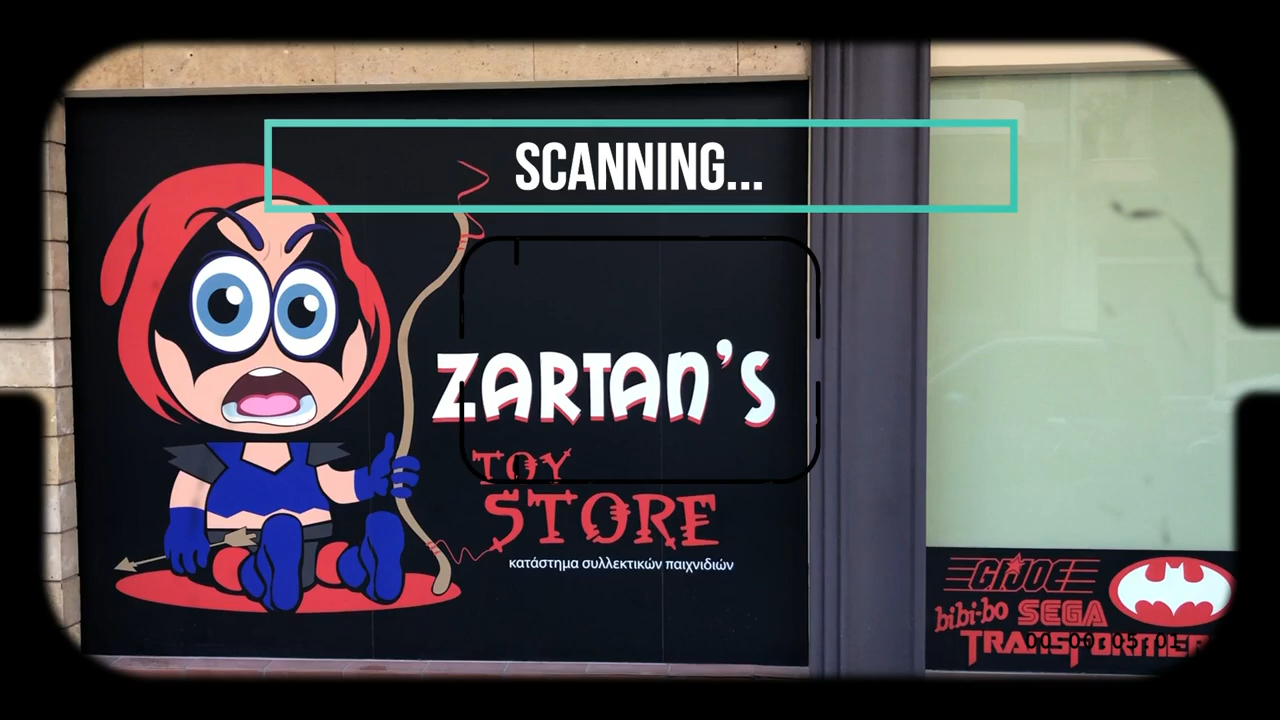 SCANNING...
ZARTAN'S
TOY
STORE
κατάστημα συλλεκτικών παιχνιδιών
GI JOE
bibi-bo SEGA
TRANSFORMERS